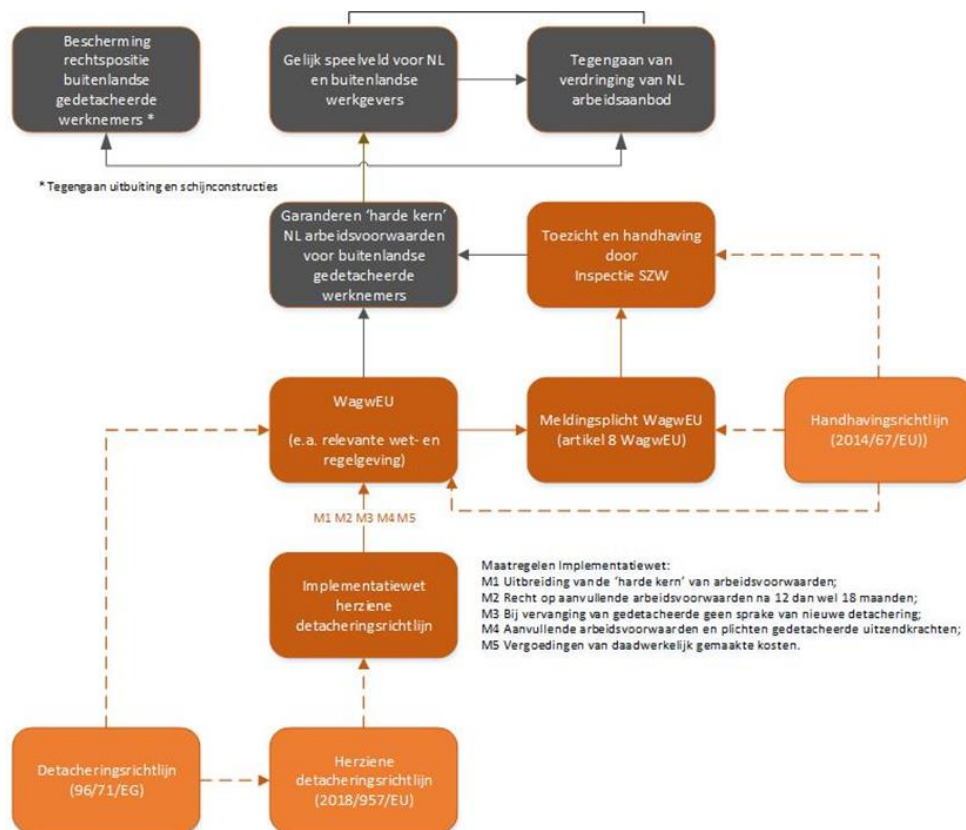 Bescherming
rechtspositie
buitenlandse
gedetacheerde
werknemers *
Gelijk speelveld voor NL
en buitenlandse
werkgevers
Tegengaan van
verdringing van NL
arbeidsaanbod
* Tegengaan uitbuiting en schijnconstructies
Garanderen ‘harde kern’
NL arbeidsvoorwaarden
voor buitenlandse
gedetacheerde
werknemers
Toezicht en handhaving
door
Inspectie SZW
WagwEU
(e.a. relevante wet- en
regelgeving)
Meldingsplicht WagwEU
(artikel 8 WagwEU)
Handhavingsrichtlijn
(2014/67/EU))
M1 M2 M3 M4 M5
Implementatiewet
herziene
detacheringsrichtlijn
Maatregelen Implementatiewet:
M1 Uitbreiding van de ‘harde kern’ van arbeidsvoorwaarden;
M2 Recht op aanvullende arbeidsvoorwaarden na 12 dan wel 18 maanden;
M3 Bij vervanging van gedetacheerde geen sprake van nieuwe detachering;
M4 Aanvullende arbeidsvoorwaarden en plichten gedetacheerde uitzendkrachten;
M5 Vergoedingen van daadwerkelijk gemaakte kosten.
Detacheringsrichtlijn
(96/71/EG)
Herziene
detacheringsrichtlijn
(2018/957/EU)